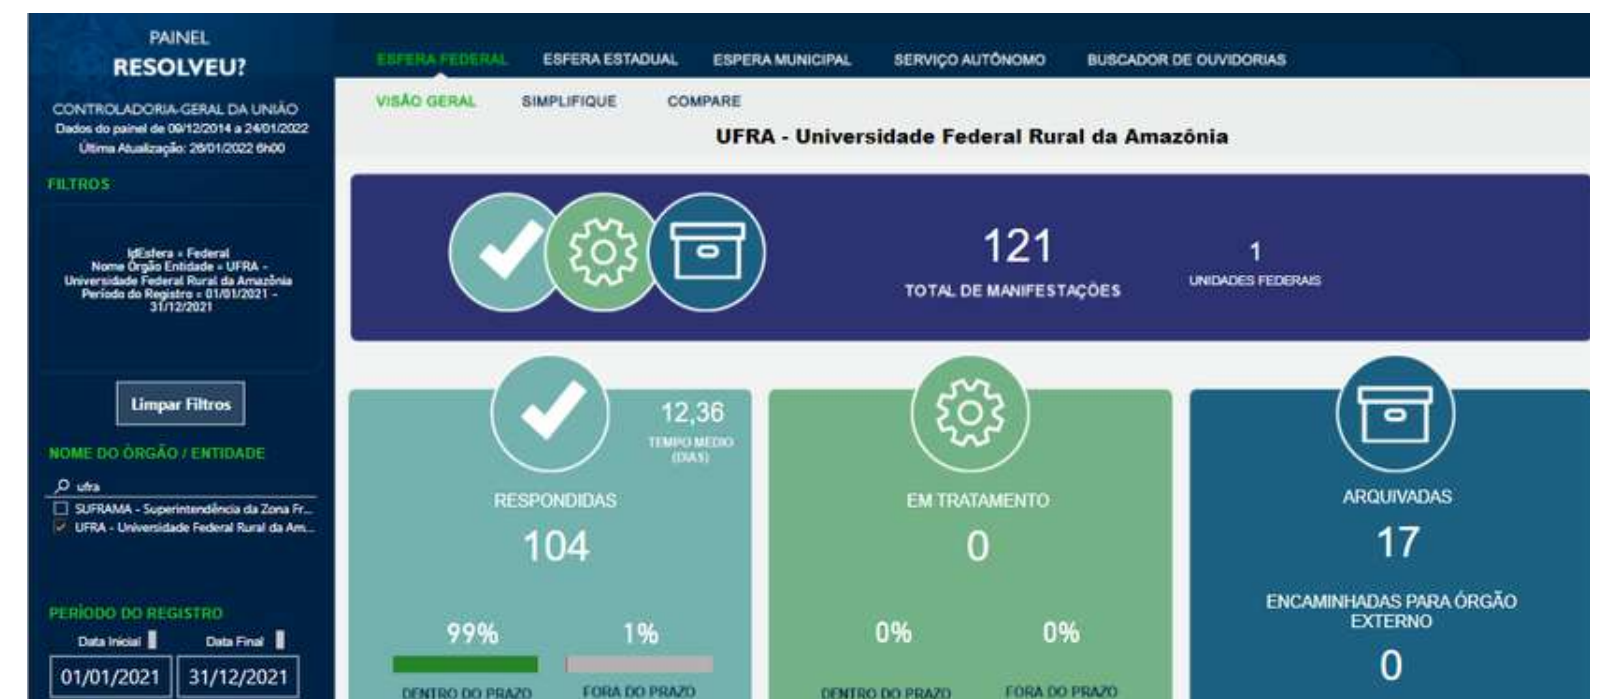 PAINEL
RESOLVEU?
CONTROLADORIA-GERAL DA UNIÃO
Dados do painel de 09/12/2014 a 24/01/2022
Última Atualização: 26/01/2022 6h00
FILTROS
IdEsfera = Federal
Nome Órgão Entidade = UFRA -
Universidade Federal Rural da Amazônia
Período do Registro = 01/01/2021 -
31/12/2021
Limpar Filtros
NOME DO ÓRGÃO / ENTIDADE
ufra
SUFRAMA - Superintendência da Zona Fr...
UFRA - Universidade Federal Rural da Am...
PERÍODO DO REGISTRO
Data Inicial Data Final
01/01/2021 31/12/2021
ESFERA FEDERAL ESFERA ESTADUAL ESPERA MUNICIPAL SERVIÇO AUTÔNOMO BUSCADOR DE OUVIDORIAS
VISÃO GERAL SIMPLIFIQUE COMPARE
UFRA - Universidade Federal Rural da Amazônia
121
TOTAL DE MANIFESTAÇÕES
1
UNIDADES FEDERAIS
12,36
TEMPO MEDIO
(DIAS)
RESPONDIDAS
104
99% 1%
DENTRO DO PRAZO FORA DO PRAZO
EM TRATAMENTO
0
0% 0%
DENTRO DO PRAZO FORA DO PRAZO
ARQUIVADAS
17
ENCAMINHADAS PARA ÓRGÃO
EXTERNO
0